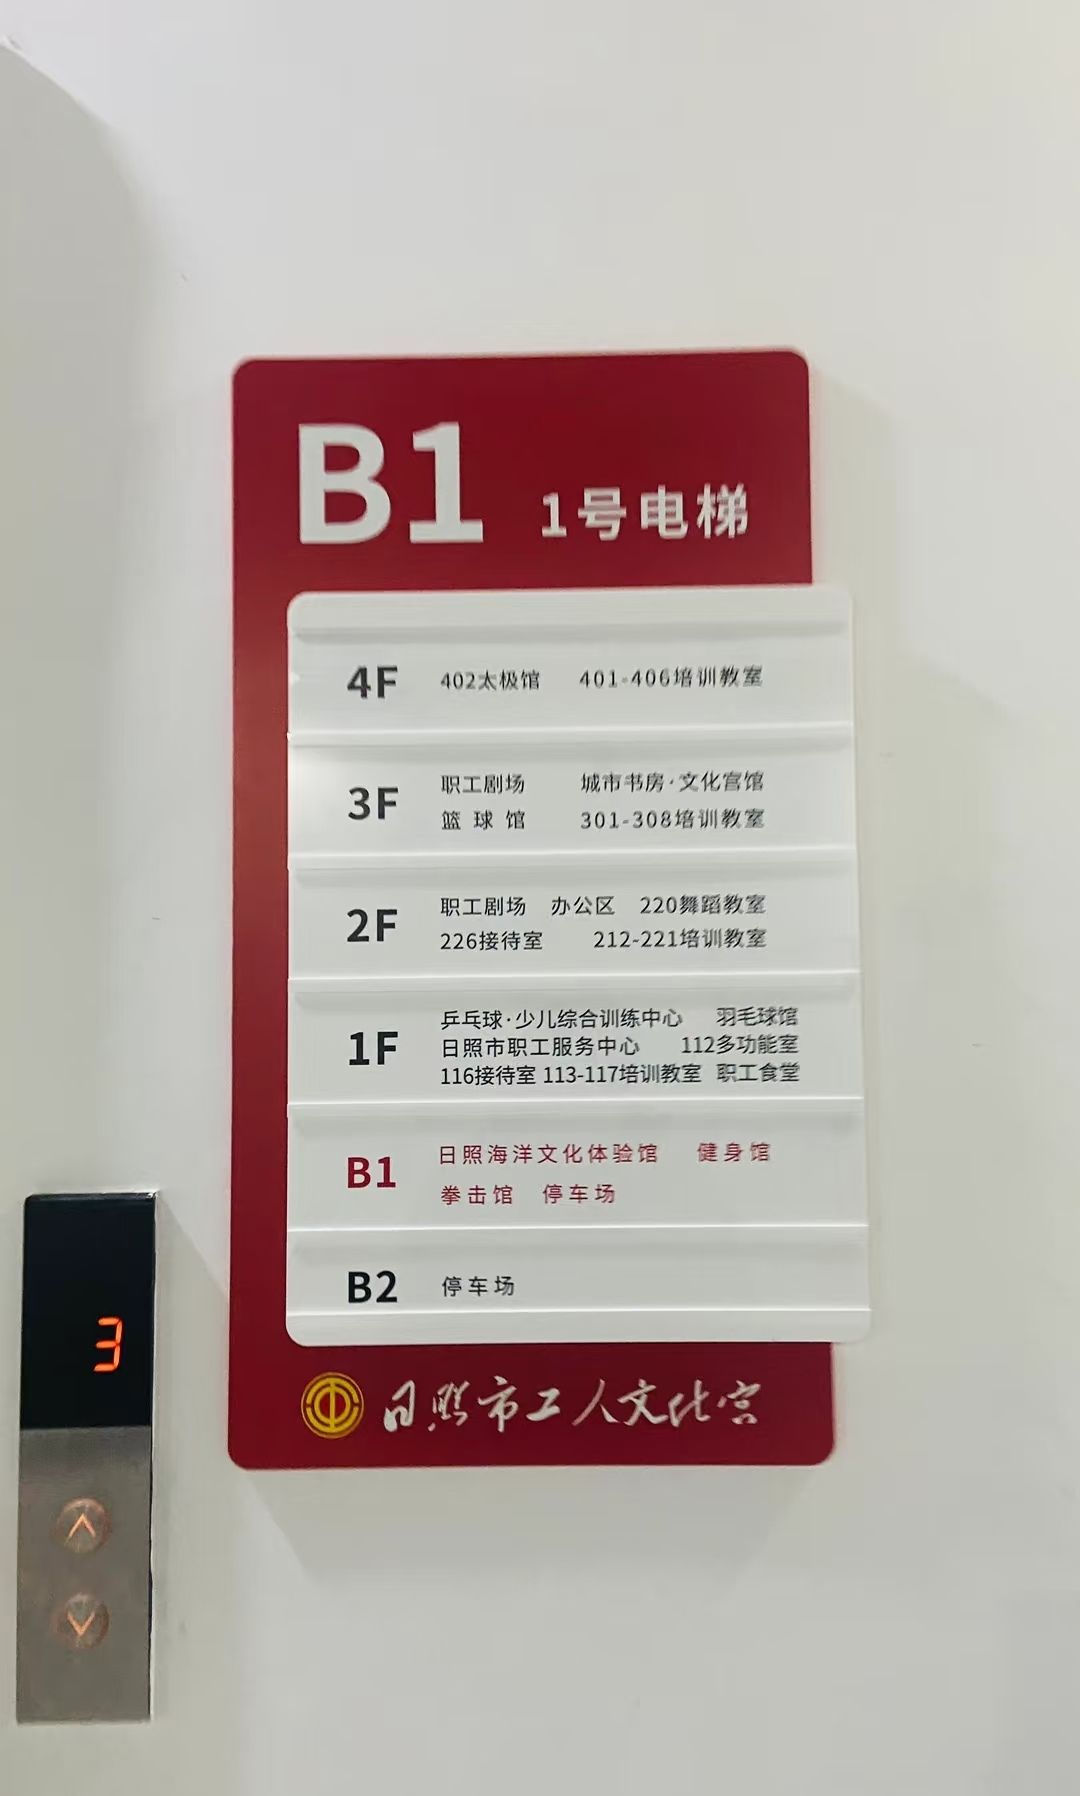 B1 1号电梯
4F 402太极馆 401-406培训教室
3F 职工剧场 城市书房·文化宫馆
篮球馆 301-308培训教室
2F 职工剧场 办公区 220舞蹈教室
226接待室 212-221培训教室
1F 乒乓球·少儿综合训练中心 羽毛球馆
日照市职工服务中心 112多功能室
116接待室 113-117培训教室 职工食堂
B1 日照海洋文化体验馆 健身馆
拳击馆 停车场
B2 停车场
3
日照市工人文化宫